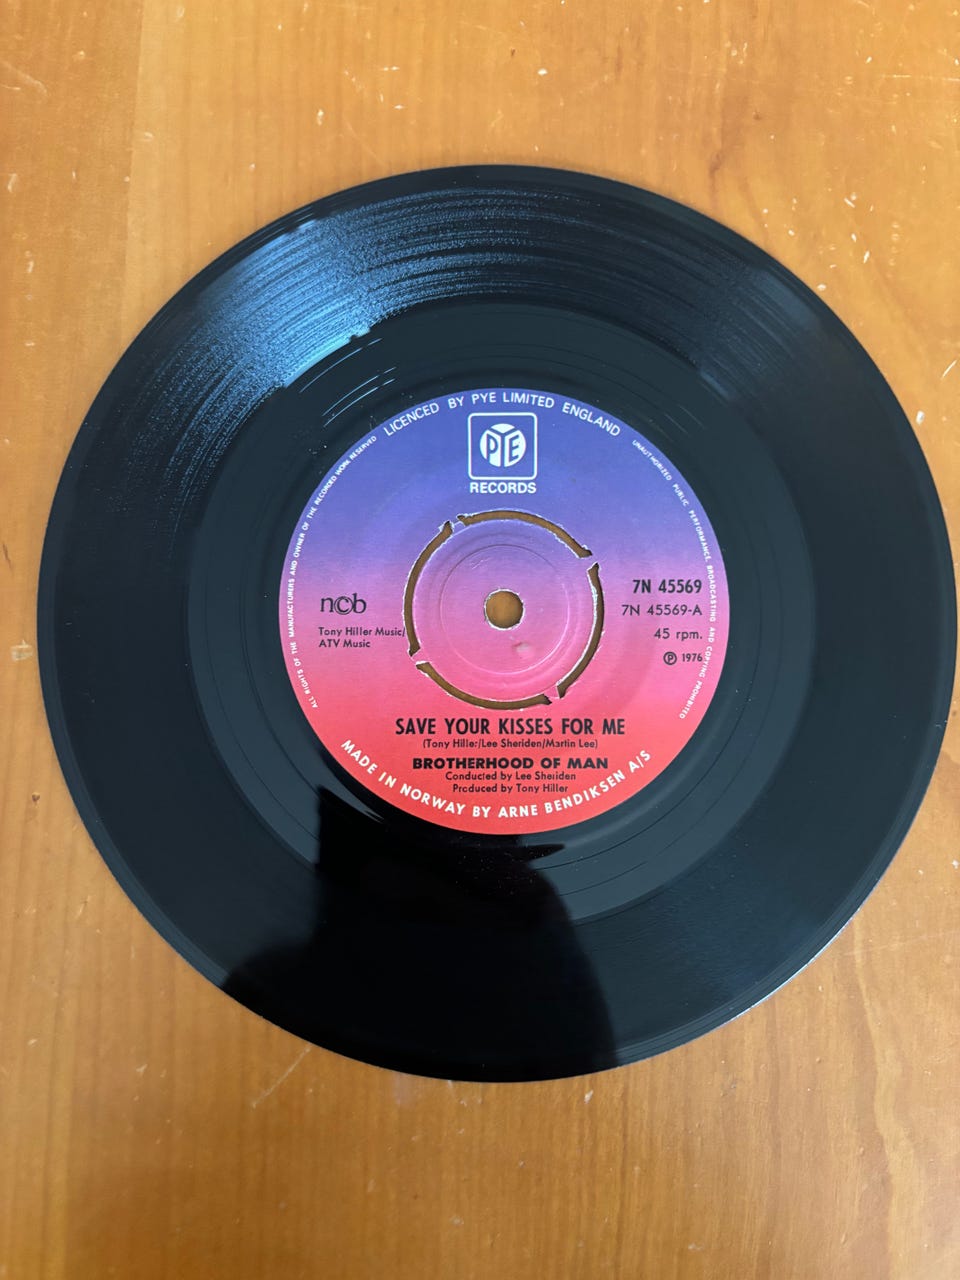 LICENCED BY PYE LIMITED ENGLAND
PYE
RECORDS
UNAUTHORIZED PUBLIC PERFORMANCE, BROADCASTING AND COPYING PROHIBITED
ALL RIGHTS OF THE MANUFACTURERS AND OWNER OF THE RECORDED WORK RESERVED
ncb
Tony Hiller Music/
ATV Music
7N 45569
7N 45569-A
45 rpm.
℗ 1976
SAVE YOUR KISSES FOR ME
(Tony Hiller/Lee Sheriden/Martin Lee)
BROTHERHOOD OF MAN
Conducted by Lee Sheriden
Produced by Tony Hiller
MADE IN NORWAY BY ARNE BENDIKSEN A/S